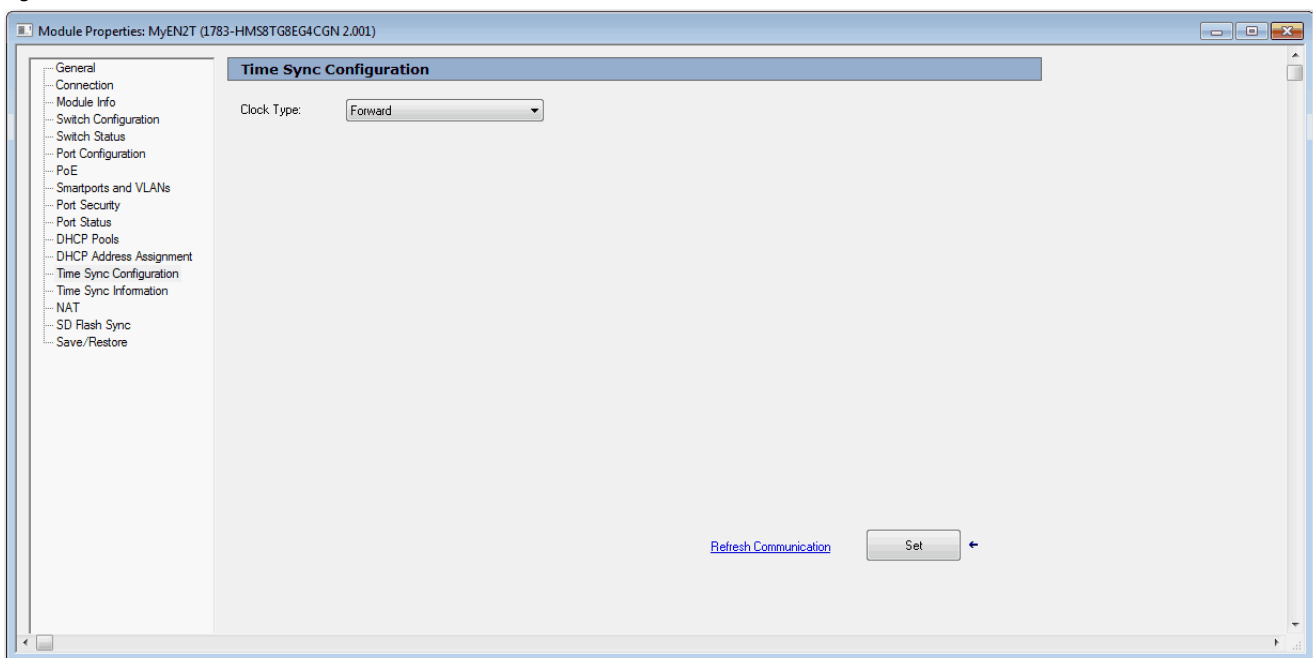 Module Properties: MyEN2T (1783-HMS8TG8EG4CGN 2.001)
General
Connection
Module Info
Switch Configuration
Switch Status
Port Configuration
PoE
Smartports and VLANs
Port Security
Port Status
DHCP Pools
DHCP Address Assignment
Time Sync Configuration
Time Sync Information
NAT
SD Flash Sync
Save/Restore
Time Sync Configuration
Clock Type: Forward
Refresh Communication Set